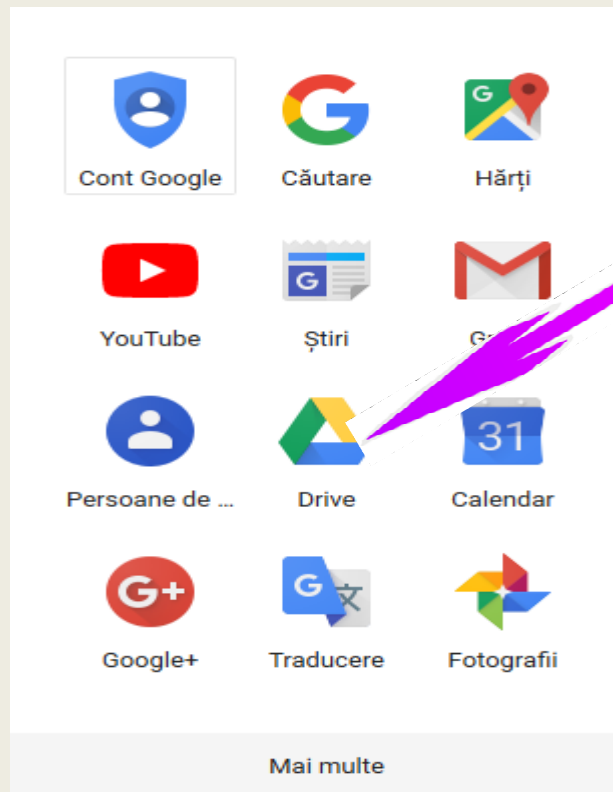 Cont Google Căutare Hărți
YouTube Știri
Persoane de ... Drive Calendar
31
Google+ Traducere Fotografii
Mai multe